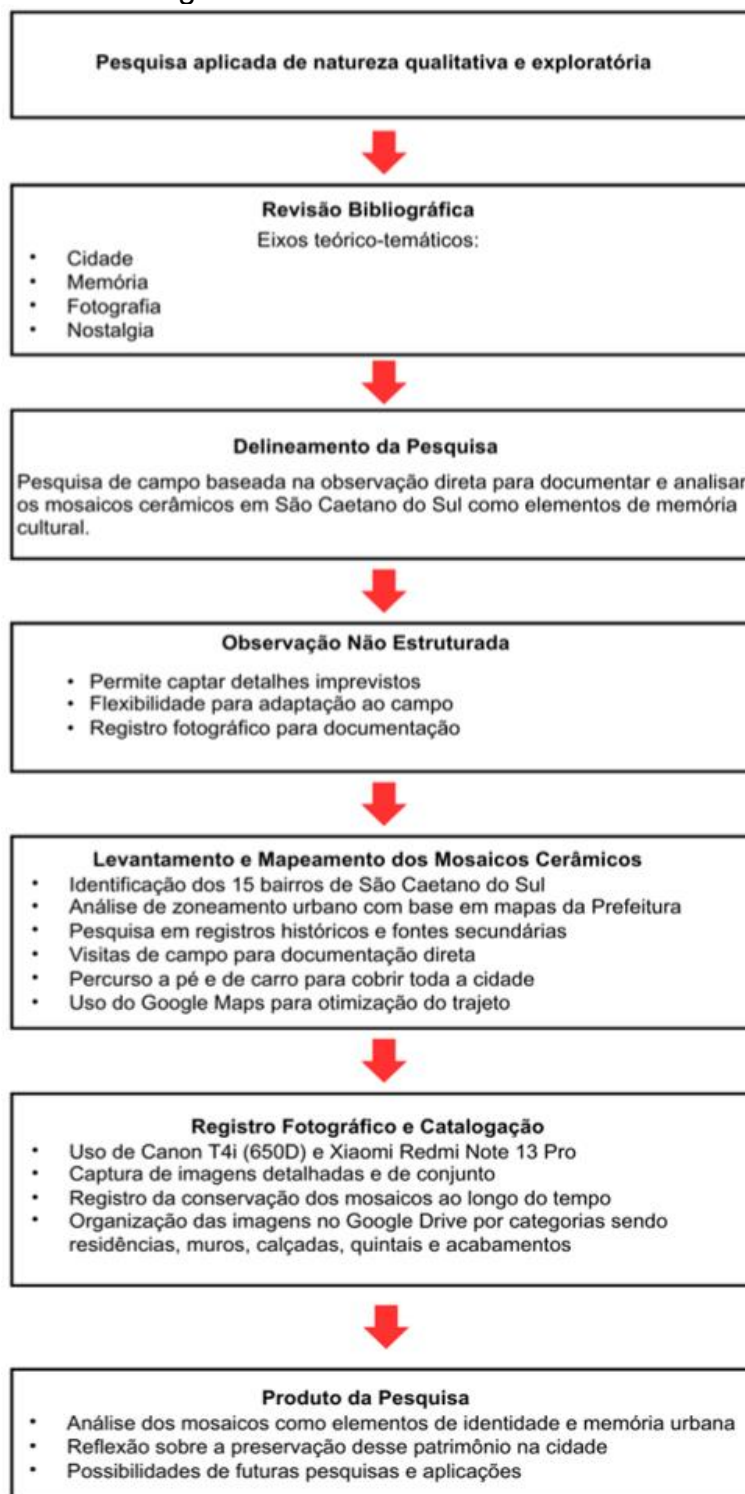 Pesquisa aplicada de natureza qualitativa e exploratória
Revisão Bibliográfica
Eixos teórico-temáticos:
• Cidade
• Memória
• Fotografia
• Nostalgia
Delineamento da Pesquisa
Pesquisa de campo baseada na observação direta para documentar e analisar
os mosaicos cerâmicos em São Caetano do Sul como elementos de memória
cultural.
Observação Não Estruturada
• Permite captar detalhes imprevistos
• Flexibilidade para adaptação ao campo
• Registro fotográfico para documentação
Levantamento e Mapeamento dos Mosaicos Cerâmicos
• Identificação dos 15 bairros de São Caetano do Sul
• Análise de zoneamento urbano com base em mapas da Prefeitura
• Pesquisa em registros históricos e fontes secundárias
• Visitas de campo para documentação direta
• Percurso a pé e de carro para cobrir toda a cidade
• Uso do Google Maps para otimização do trajeto
Registro Fotográfico e Catalogação
• Uso de Canon T4i (650D) e Xiaomi Redmi Note 13 Pro
• Captura de imagens detalhadas e de conjunto
• Registro da conservação dos mosaicos ao longo do tempo
• Organização das imagens no Google Drive por categorias sendo
residências, muros, calçadas, quintais e acabamentos
Produto da Pesquisa
• Análise dos mosaicos como elementos de identidade e memória urbana
• Reflexão sobre a preservação desse patrimônio na cidade
• Possibilidades de futuras pesquisas e aplicações